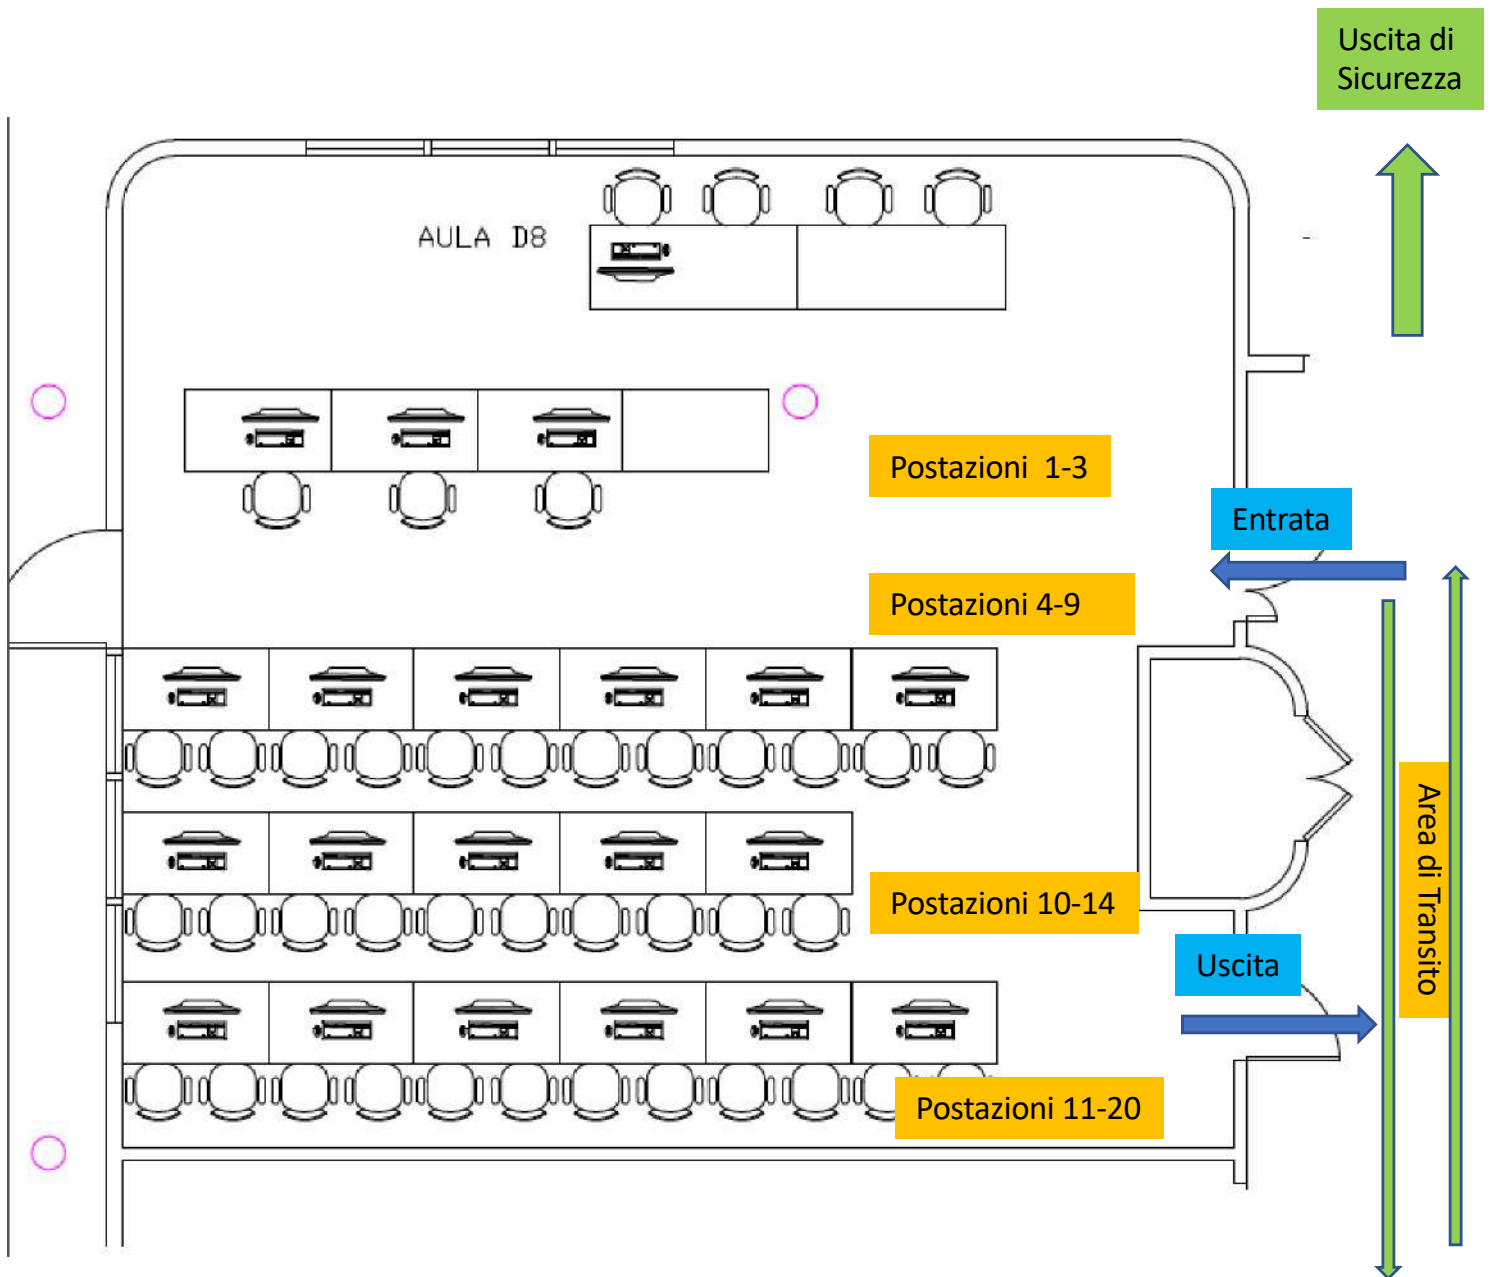 Uscita di
Sicurezza
AULA D8
Postazioni 1-3
Entrata
Postazioni 4-9
Area di Transito
Postazioni 10-14
Uscita
Postazioni 11-20